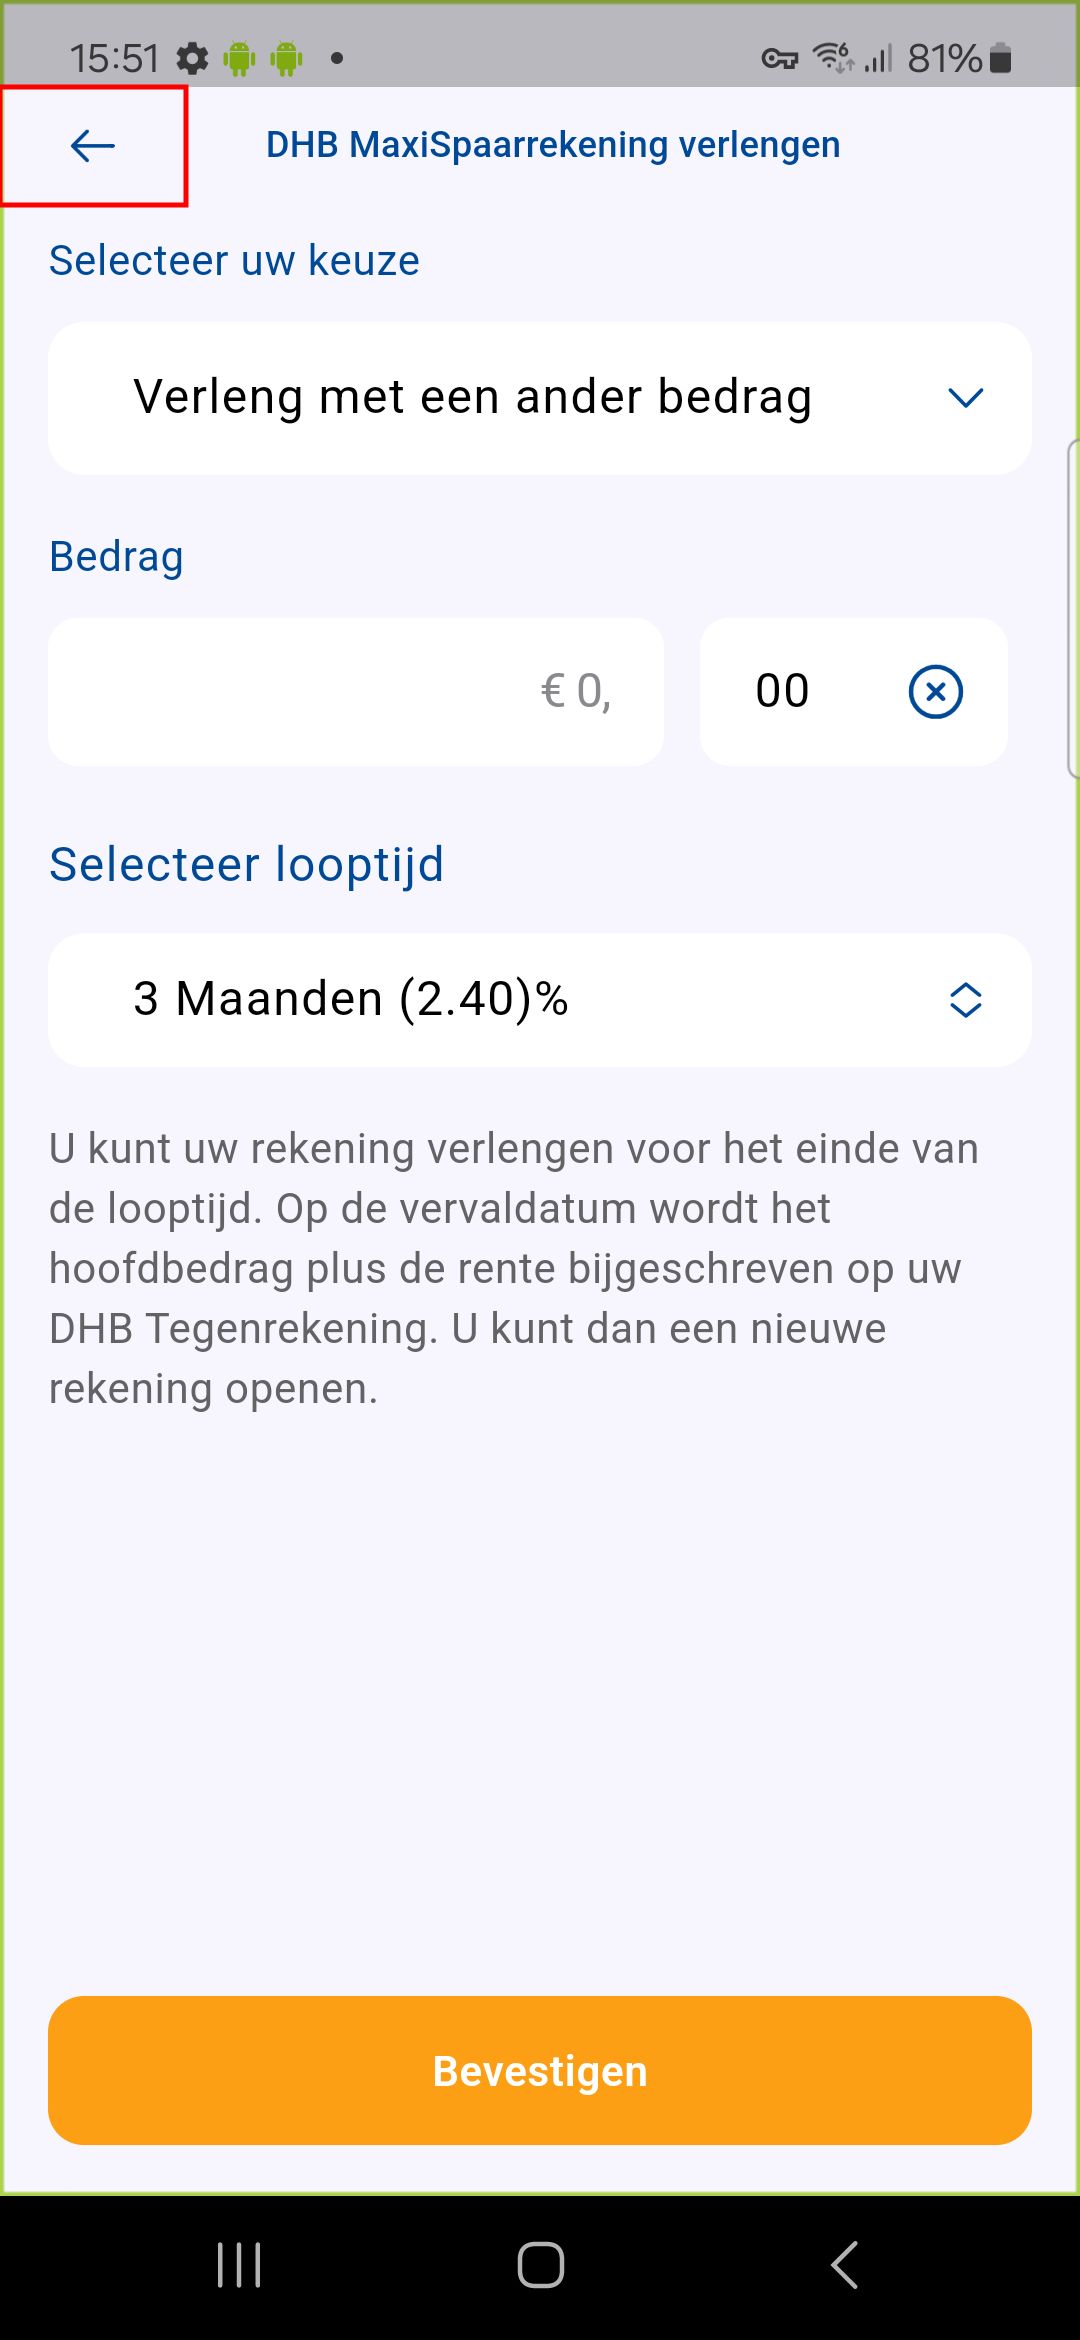 15:51
81%
DHB MaxiSpaarrekening verlengen
Selecteer uw keuze
Verleng met een ander bedrag
Bedrag
€ 0,
00
Selecteer looptijd
3 Maanden (2.40)%
U kunt uw rekening verlengen voor het einde van
de looptijd. Op de vervaldatum wordt het
hoofdbedrag plus de rente bijgeschreven op uw
DHB Tegenrekening. U kunt dan een nieuwe
rekening openen.
Bevestigen